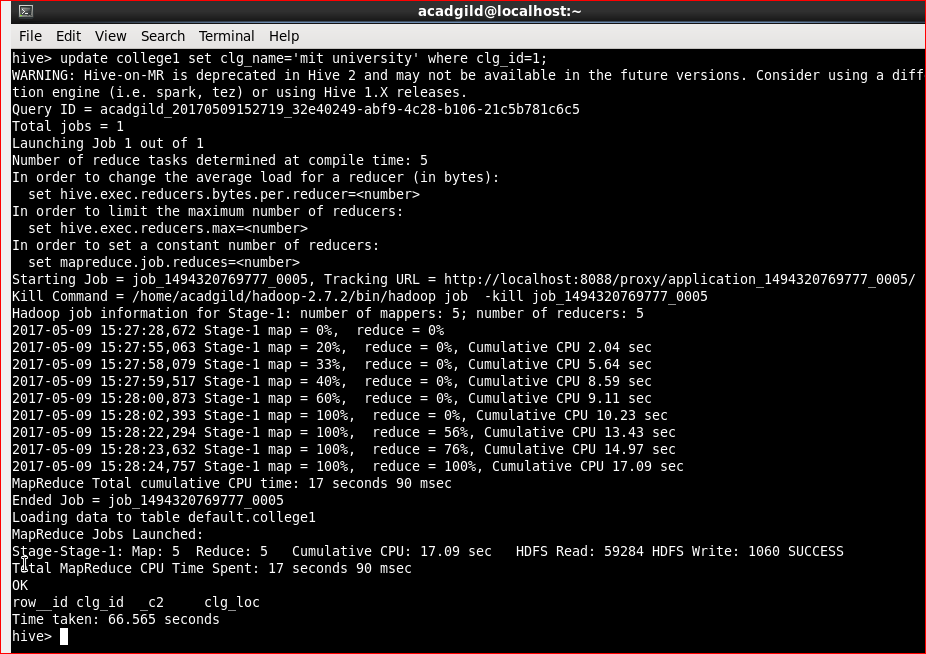 acadgild@localhost:~
File Edit View Search Terminal Help
hive> update college1 set clg_name='mit university' where clg_id=1;
WARNING: Hive-on-MR is deprecated in Hive 2 and may not be available in the future versions. Consider using a diff
tion engine (i.e. spark, tez) or using Hive 1.X releases.
Query ID = acadgild_20170509152719_32e40249-abf9-4c28-b106-21c5b781c6c5
Total jobs = 1
Launching Job 1 out of 1
Number of reduce tasks determined at compile time: 5
In order to change the average load for a reducer (in bytes):
  set hive.exec.reducers.bytes.per.reducer=<number>
In order to limit the maximum number of reducers:
  set hive.exec.reducers.max=<number>
In order to set a constant number of reducers:
  set mapreduce.job.reduces=<number>
Starting Job = job_1494320769777_0005, Tracking URL = http://localhost:8088/proxy/application_1494320769777_0005/
Kill Command = /home/acadgild/hadoop-2.7.2/bin/hadoop job  -kill job_1494320769777_0005
Hadoop job information for Stage-1: number of mappers: 5; number of reducers: 5
2017-05-09 15:27:28,672 Stage-1 map = 0%,  reduce = 0%
2017-05-09 15:27:55,063 Stage-1 map = 20%,  reduce = 0%, Cumulative CPU 2.04 sec
2017-05-09 15:27:58,079 Stage-1 map = 33%,  reduce = 0%, Cumulative CPU 5.64 sec
2017-05-09 15:27:59,517 Stage-1 map = 40%,  reduce = 0%, Cumulative CPU 8.59 sec
2017-05-09 15:28:00,873 Stage-1 map = 60%,  reduce = 0%, Cumulative CPU 9.11 sec
2017-05-09 15:28:02,393 Stage-1 map = 100%,  reduce = 0%, Cumulative CPU 10.23 sec
2017-05-09 15:28:22,294 Stage-1 map = 100%,  reduce = 56%, Cumulative CPU 13.43 sec
2017-05-09 15:28:23,632 Stage-1 map = 100%,  reduce = 76%, Cumulative CPU 14.97 sec
2017-05-09 15:28:24,757 Stage-1 map = 100%,  reduce = 100%, Cumulative CPU 17.09 sec
MapReduce Total cumulative CPU time: 17 seconds 90 msec
Ended Job = job_1494320769777_0005
Loading data to table default.college1
MapReduce Jobs Launched:
Stage-Stage-1: Map: 5  Reduce: 5   Cumulative CPU: 17.09 sec   HDFS Read: 59284 HDFS Write: 1060 SUCCESS
Total MapReduce CPU Time Spent: 17 seconds 90 msec
OK
row__id clg_id  _c2     clg_loc
Time taken: 66.565 seconds
hive>